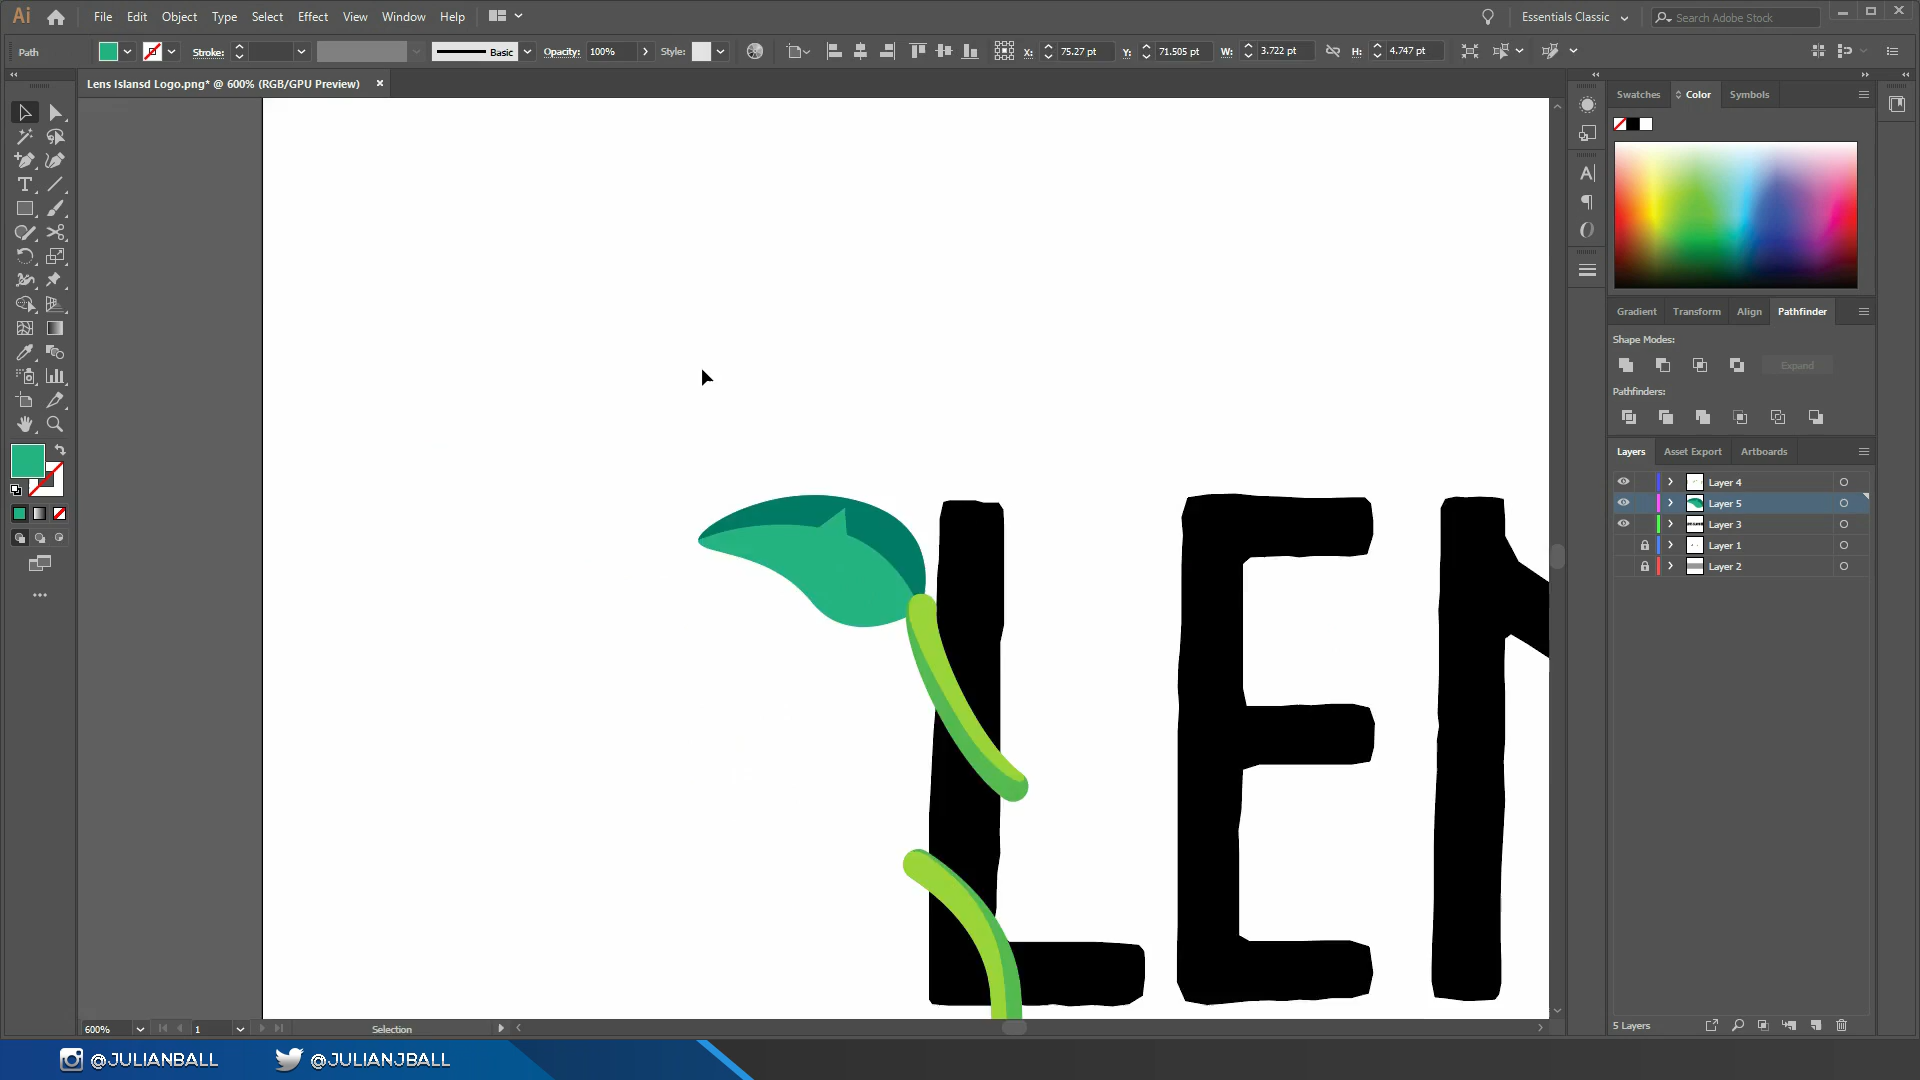 Ai File Edit Object Type Select Effect View Window Help Essentials Classic Search Adobe Stock
Path Stroke: Basic Opacity: 100% Style: X: 75.27 pt Y: 71.505 pt W: 3.722 pt H: 4.747 pt
Lens Islansd Logo.png* @ 600% (RGB/GPU Preview)
Swatches Color Symbols
Gradient Transform Align Pathfinder
Shape Modes:
Expand
Pathfinders:
Layers Asset Export Artboards
Layer 4
Layer 5
Layer 3
Layer 1
Layer 2
LEN
5 Layers
600% 1 Selection
@JULIANBALL @JULIANJBALL